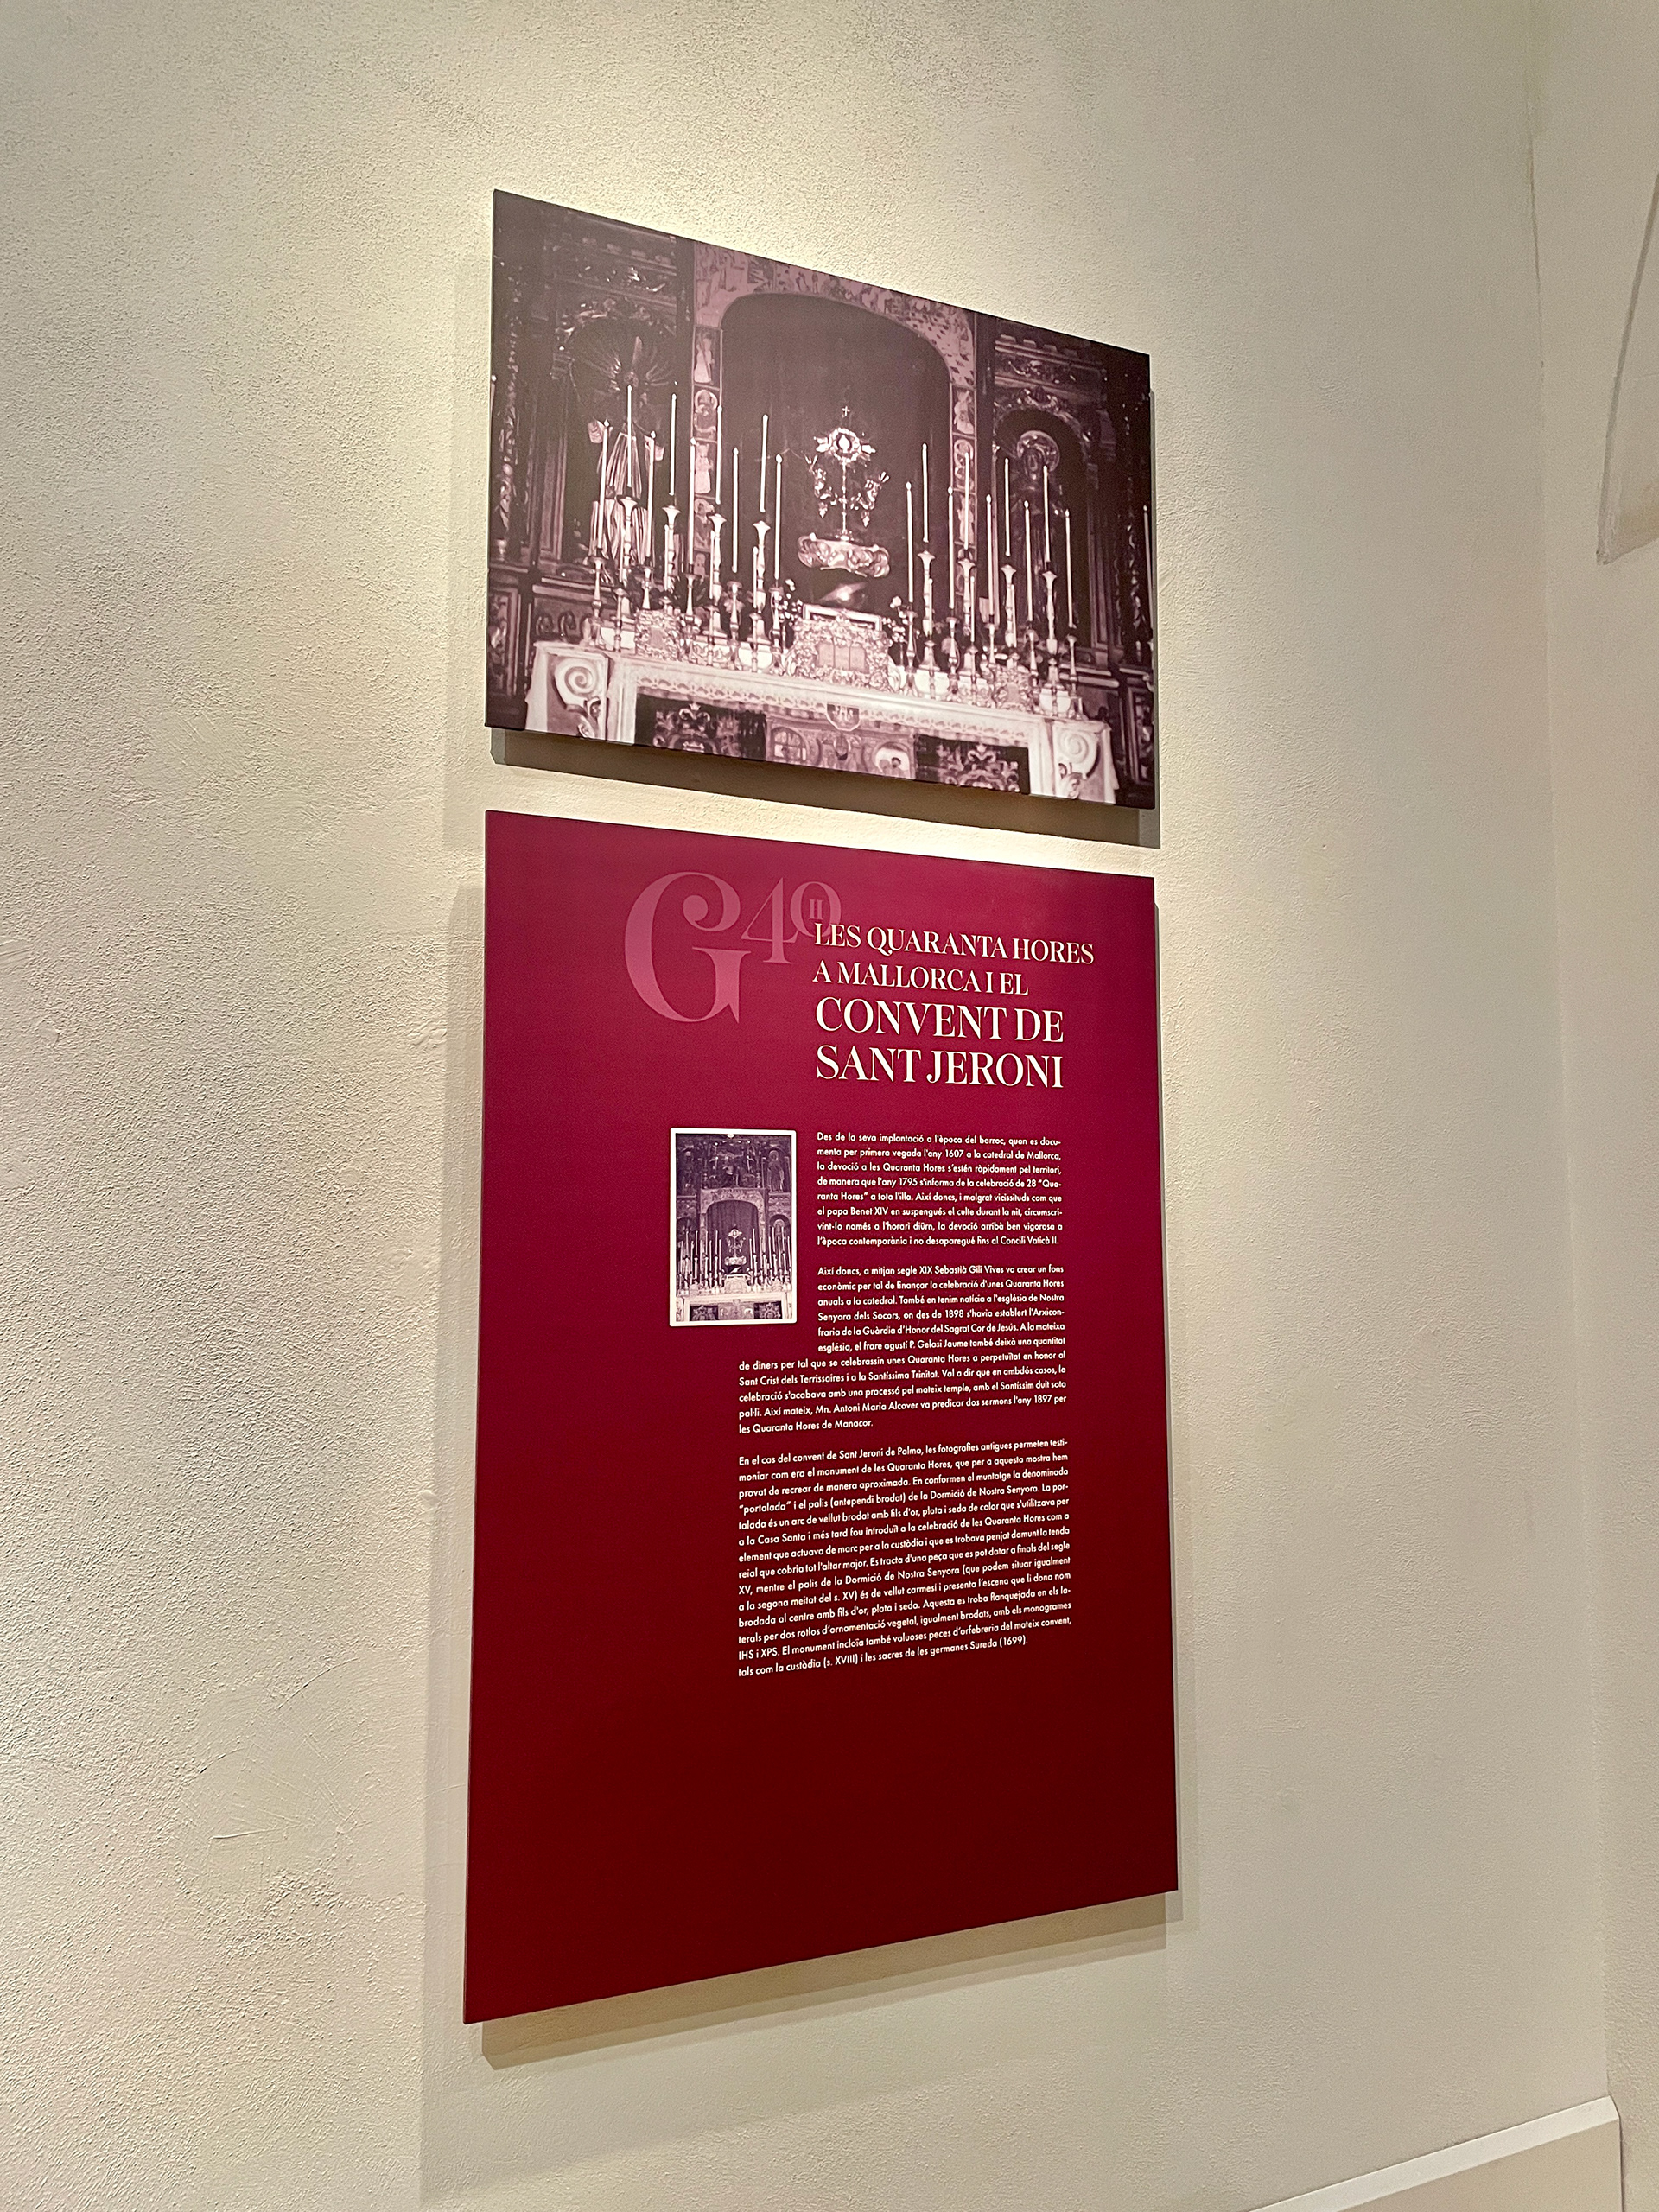 G40
II
LES QUARANTA HORES
A MALLORCA I EL
CONVENT DE
SANT JERONI
Des de la seva implantació a l'època del barroc, quan es docu-
menta per primera vegada l'any 1607 a la catedral de Mallorca,
la devoció a les Quaranta Hores s'estén ràpidament pel territori,
de manera que l'any 1795 s'informa de la celebració de 28 “Qua-
ranta Hores” a tota l'illa. Així doncs, i malgrat vicissituds com que
el papa Benet XIV en suspengués el culte durant la nit, circumscri-
vint-lo només a l'horari diürn, la devoció arribà ben vigorosa a
l'època contemporània i no desaparegué fins al Concili Vaticà II.
Així doncs, a mitjan segle XIX Sebastià Gili Vives va crear un fons
econòmic per tal de finançar la celebració d'unes Quaranta Hores
anuals a la catedral. També en tenim notícia a l'església de Nostra
Senyora dels Socors, on des de 1898 s'havia establert l'Arxicon-
fraria de la Guàrdia d'Honor del Sagrat Cor de Jesús. A la mateixa
església, el frare agustí P. Gelasi Jaume també deixà una quantitat
de diners per tal que se celebrassin unes Quaranta Hores a perpetuïtat en honor al
Sant Crist dels Terrissaires i a la Santíssima Trinitat. Val a dir que en ambdós casos, la
celebració s'acabava amb una processó pel mateix temple, amb el Santíssim duit sota
pal·li. Així mateix, Mn. Antoni Maria Alcover va predicar dos sermons l'any 1897 per
les Quaranta Hores de Manacor.
En el cas del convent de Sant Jeroni de Palma, les fotografies antigues permeten testi-
moniar com era el monument de les Quaranta Hores, que per a aquesta mostra hem
provat de recrear de manera aproximada. En conformen el muntatge la denominada
“portalada” i el palis (antependi brodat) de la Dormició de Nostra Senyora. La por-
talada és un arc de vellut brodat amb fils d'or, plata i seda de color que s'utilitzava per
a la Casa Santa i més tard fou introduït a la celebració de les Quaranta Hores com a
element que actuava de marc per a la custòdia i que es trobava penjat damunt la tenda
reial que cobria tot l'altar major. Es tracta d'una peça que es pot datar a finals del segle
XV, mentre el palis de la Dormició de Nostra Senyora (que podem situar igualment
a la segona meitat del s. XV) és de vellut carmesí i presenta l'escena que li dona nom
brodada al centre amb fils d'or, plata i seda. Aquesta es troba flanquejada en els la-
terals per dos rotlos d'ornamentació vegetal, igualment brodats, amb els monogrames
IHS i XPS. El monument incloïa també valuoses peces d'orfebreria del mateix convent,
tals com la custòdia (s. XVIII) i les sacres de les germanes Sureda (1699).